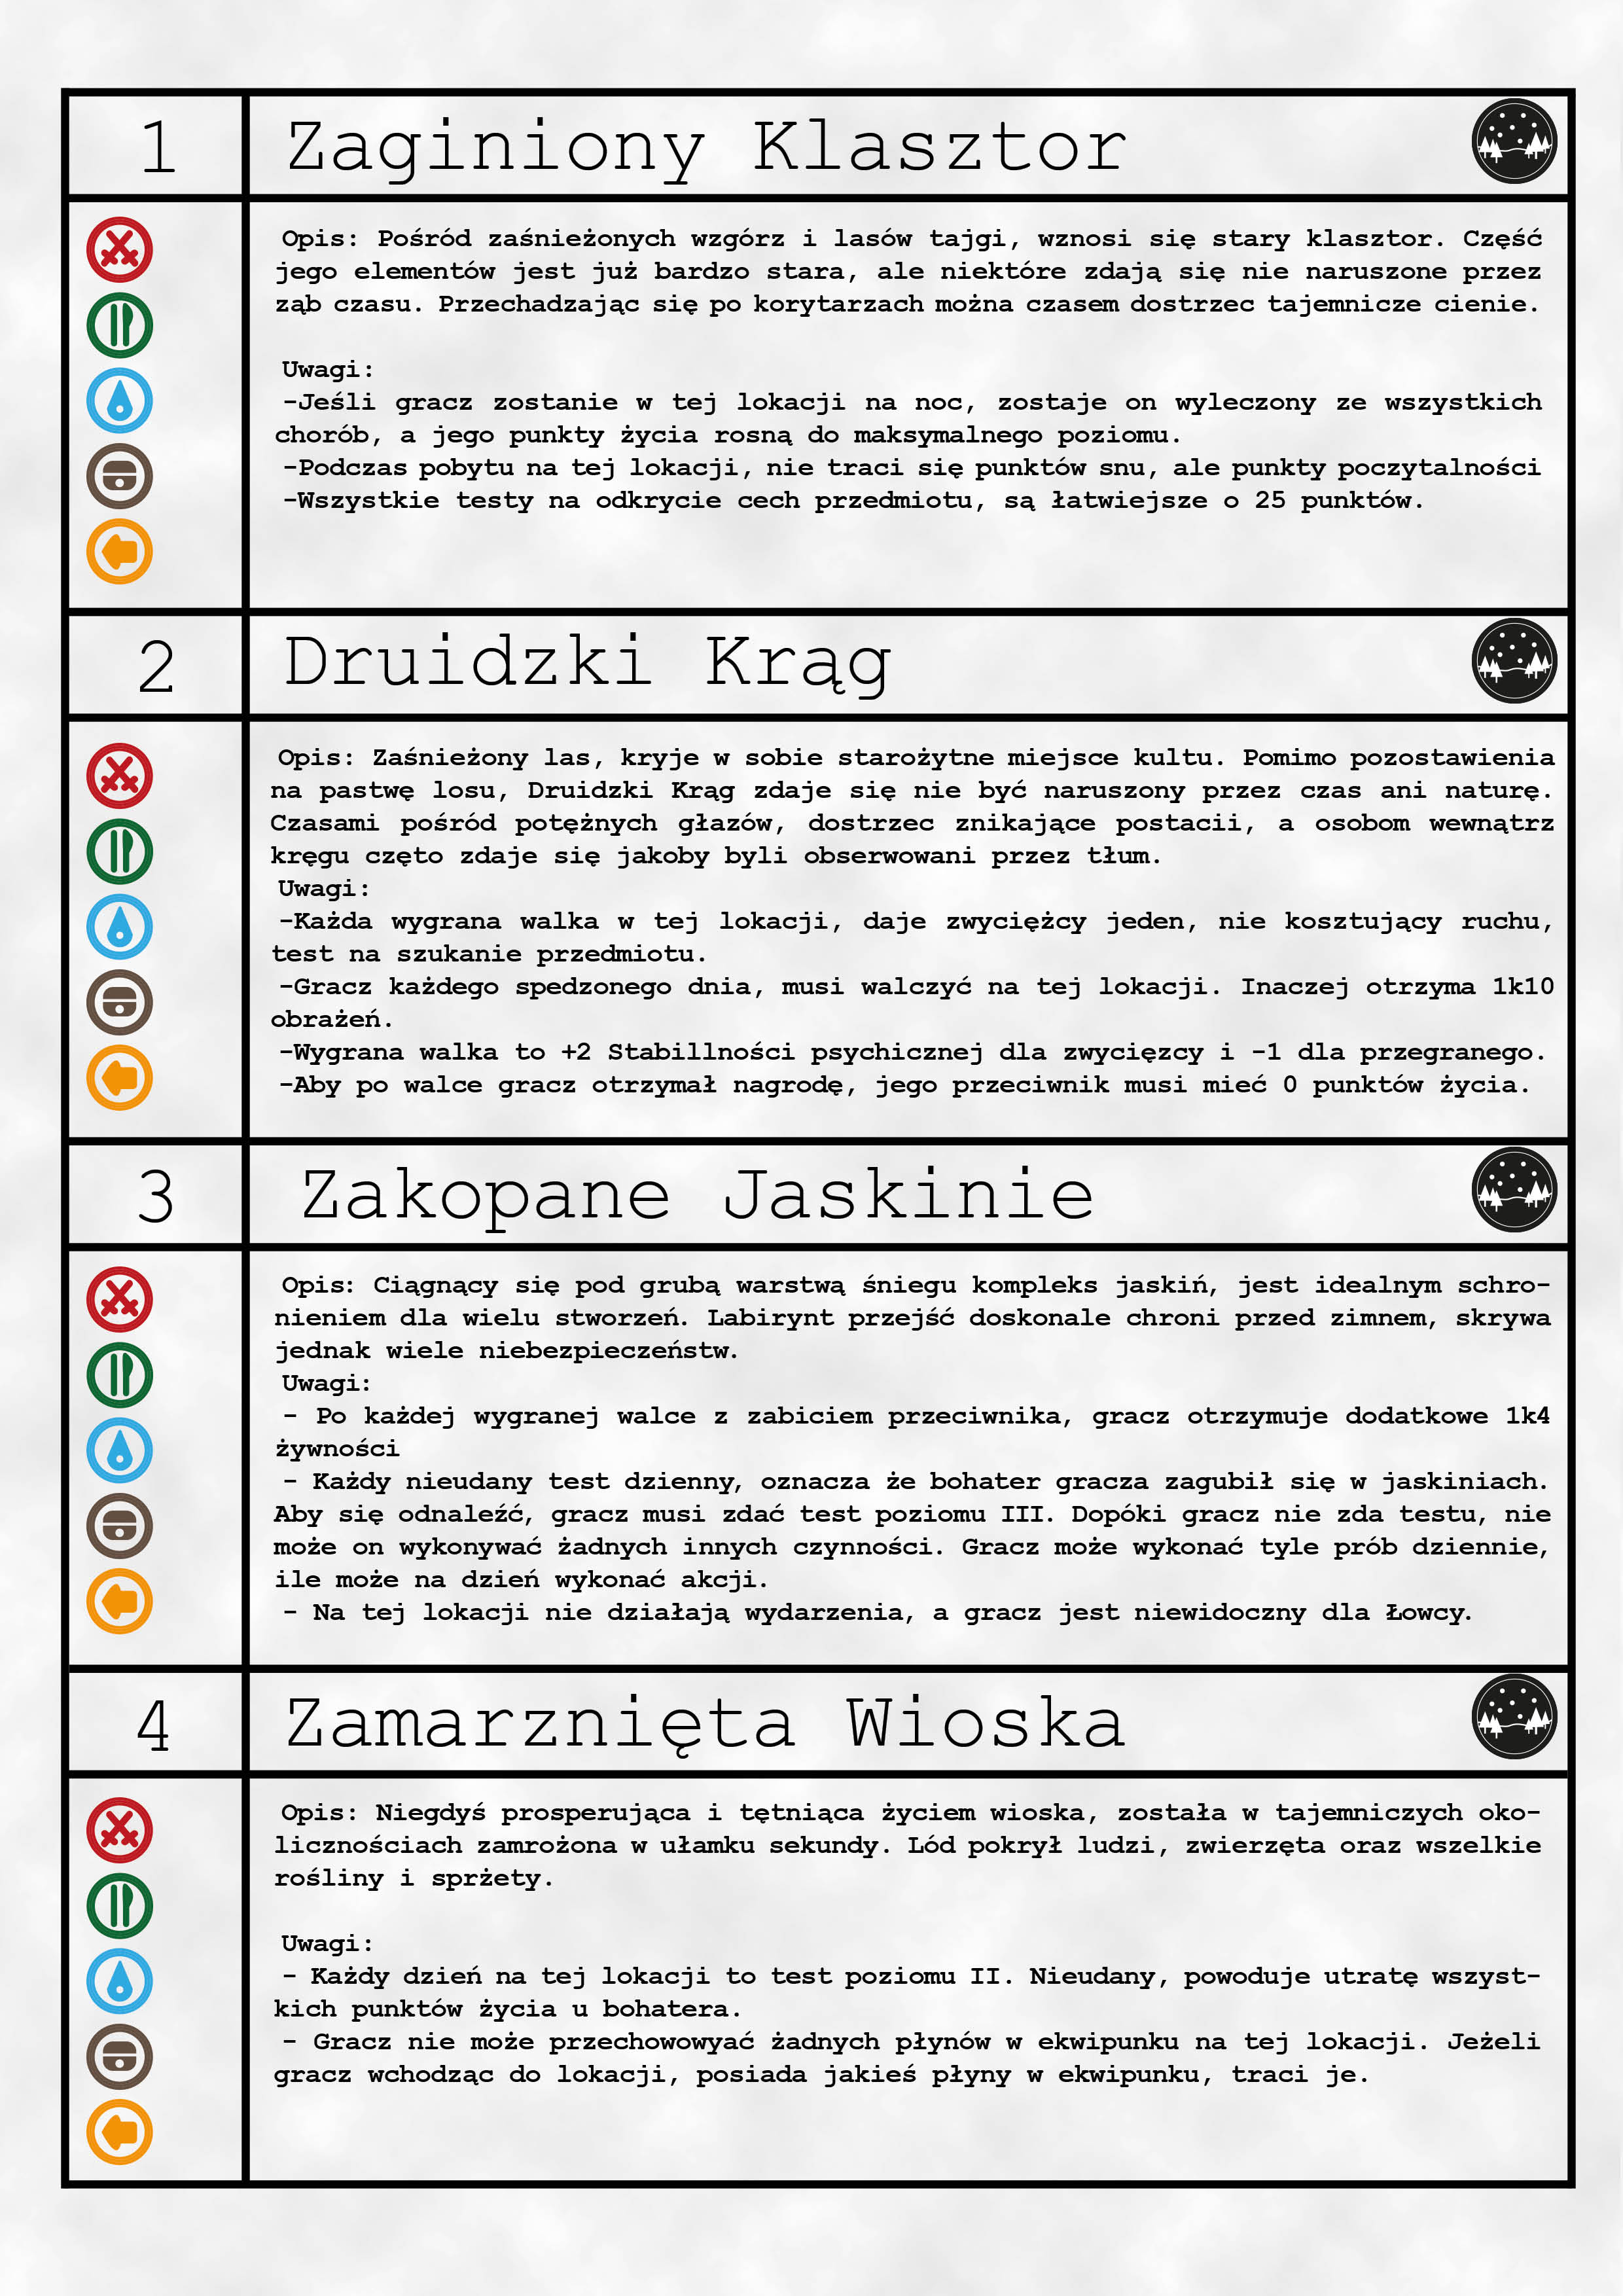 1
Zaginiony Klasztor
Opis: Pośród zaśnieżonych wzgórz i lasów tajgi, wznosi się stary klasztor. Część
jego elementów jest już bardzo stara, ale niektóre zdają się nie naruszone przez
ząb czasu. Przechadzając się po korytarzach można czasem dostrzec tajemnicze cienie.
Uwagi:
-Jeśli gracz zostanie w tej lokacji na noc, zostaje on wyleczony ze wszystkich
chorób, a jego punkty życia rosną do maksymalnego poziomu.
-Podczas pobytu na tej lokacji, nie traci się punktów snu, ale punkty poczytalności
-Wszystkie testy na odkrycie cech przedmiotu, są łatwiejsze o 25 punktów.
2
Druidzki Krąg
Opis: Zaśnieżony las, kryje w sobie starożytne miejsce kultu. Pomimo pozostawienia
na pastwę losu, Druidzki Krąg zdaje się nie być naruszony przez czas ani naturę.
Czasami pośród potężnych głazów, dostrzec znikające postacii, a osobom wewnątrz
kręgu częto zdaje się jakoby byli obserwowani przez tłum.
Uwagi:
-Każda wygrana walka w tej lokacji, daje zwyciężcy jeden, nie kosztujący ruchu,
test na szukanie przedmiotu.
-Gracz każdego spedzonego dnia, musi walczyć na tej lokacji. Inaczej otrzyma 1k10
obrażeń.
-Wygrana walka to +2 Stabillności psychicznej dla zwycięzcy i -1 dla przegranego.
-Aby po walce gracz otrzymał nagrodę, jego przeciwnik musi mieć 0 punktów życia.
3
Zakopane Jaskinie
Opis: Ciągnący się pod grubą warstwą śniegu kompleks jaskiń, jest idealnym schro-
nieniem dla wielu stworzeń. Labirynt przejść doskonale chroni przed zimnem, skrywa
jednak wiele niebezpieczeństw.
Uwagi:
- Po każdej wygranej walce z zabiciem przeciwnika, gracz otrzymuje dodatkowe 1k4
żywności
- Każdy nieudany test dzienny, oznacza że bohater gracza zagubił się w jaskiniach.
Aby się odnaleźć, gracz musi zdać test poziomu III. Dopóki gracz nie zda testu, nie
może on wykonywać żadnych innych czynności. Gracz może wykonać tyle prób dziennie,
ile może na dzień wykonać akcji.
- Na tej lokacji nie działają wydarzenia, a gracz jest niewidoczny dla Łowcy.
4
Zamarznięta Wioska
Opis: Niegdyś prosperująca i tętniąca życiem wioska, została w tajemniczych oko-
licznościach zamrożona w ułamku sekundy. Lód pokrył ludzi, zwierzęta oraz wszelkie
rośliny i sprżety.
Uwagi:
- Każdy dzień na tej lokacji to test poziomu II. Nieudany, powoduje utratę wszyst-
kich punktów życia u bohatera.
- Gracz nie może przechowowyać żadnych płynów w ekwipunku na tej lokacji. Jeżeli
gracz wchodząc do lokacji, posiada jakieś płyny w ekwipunku, traci je.